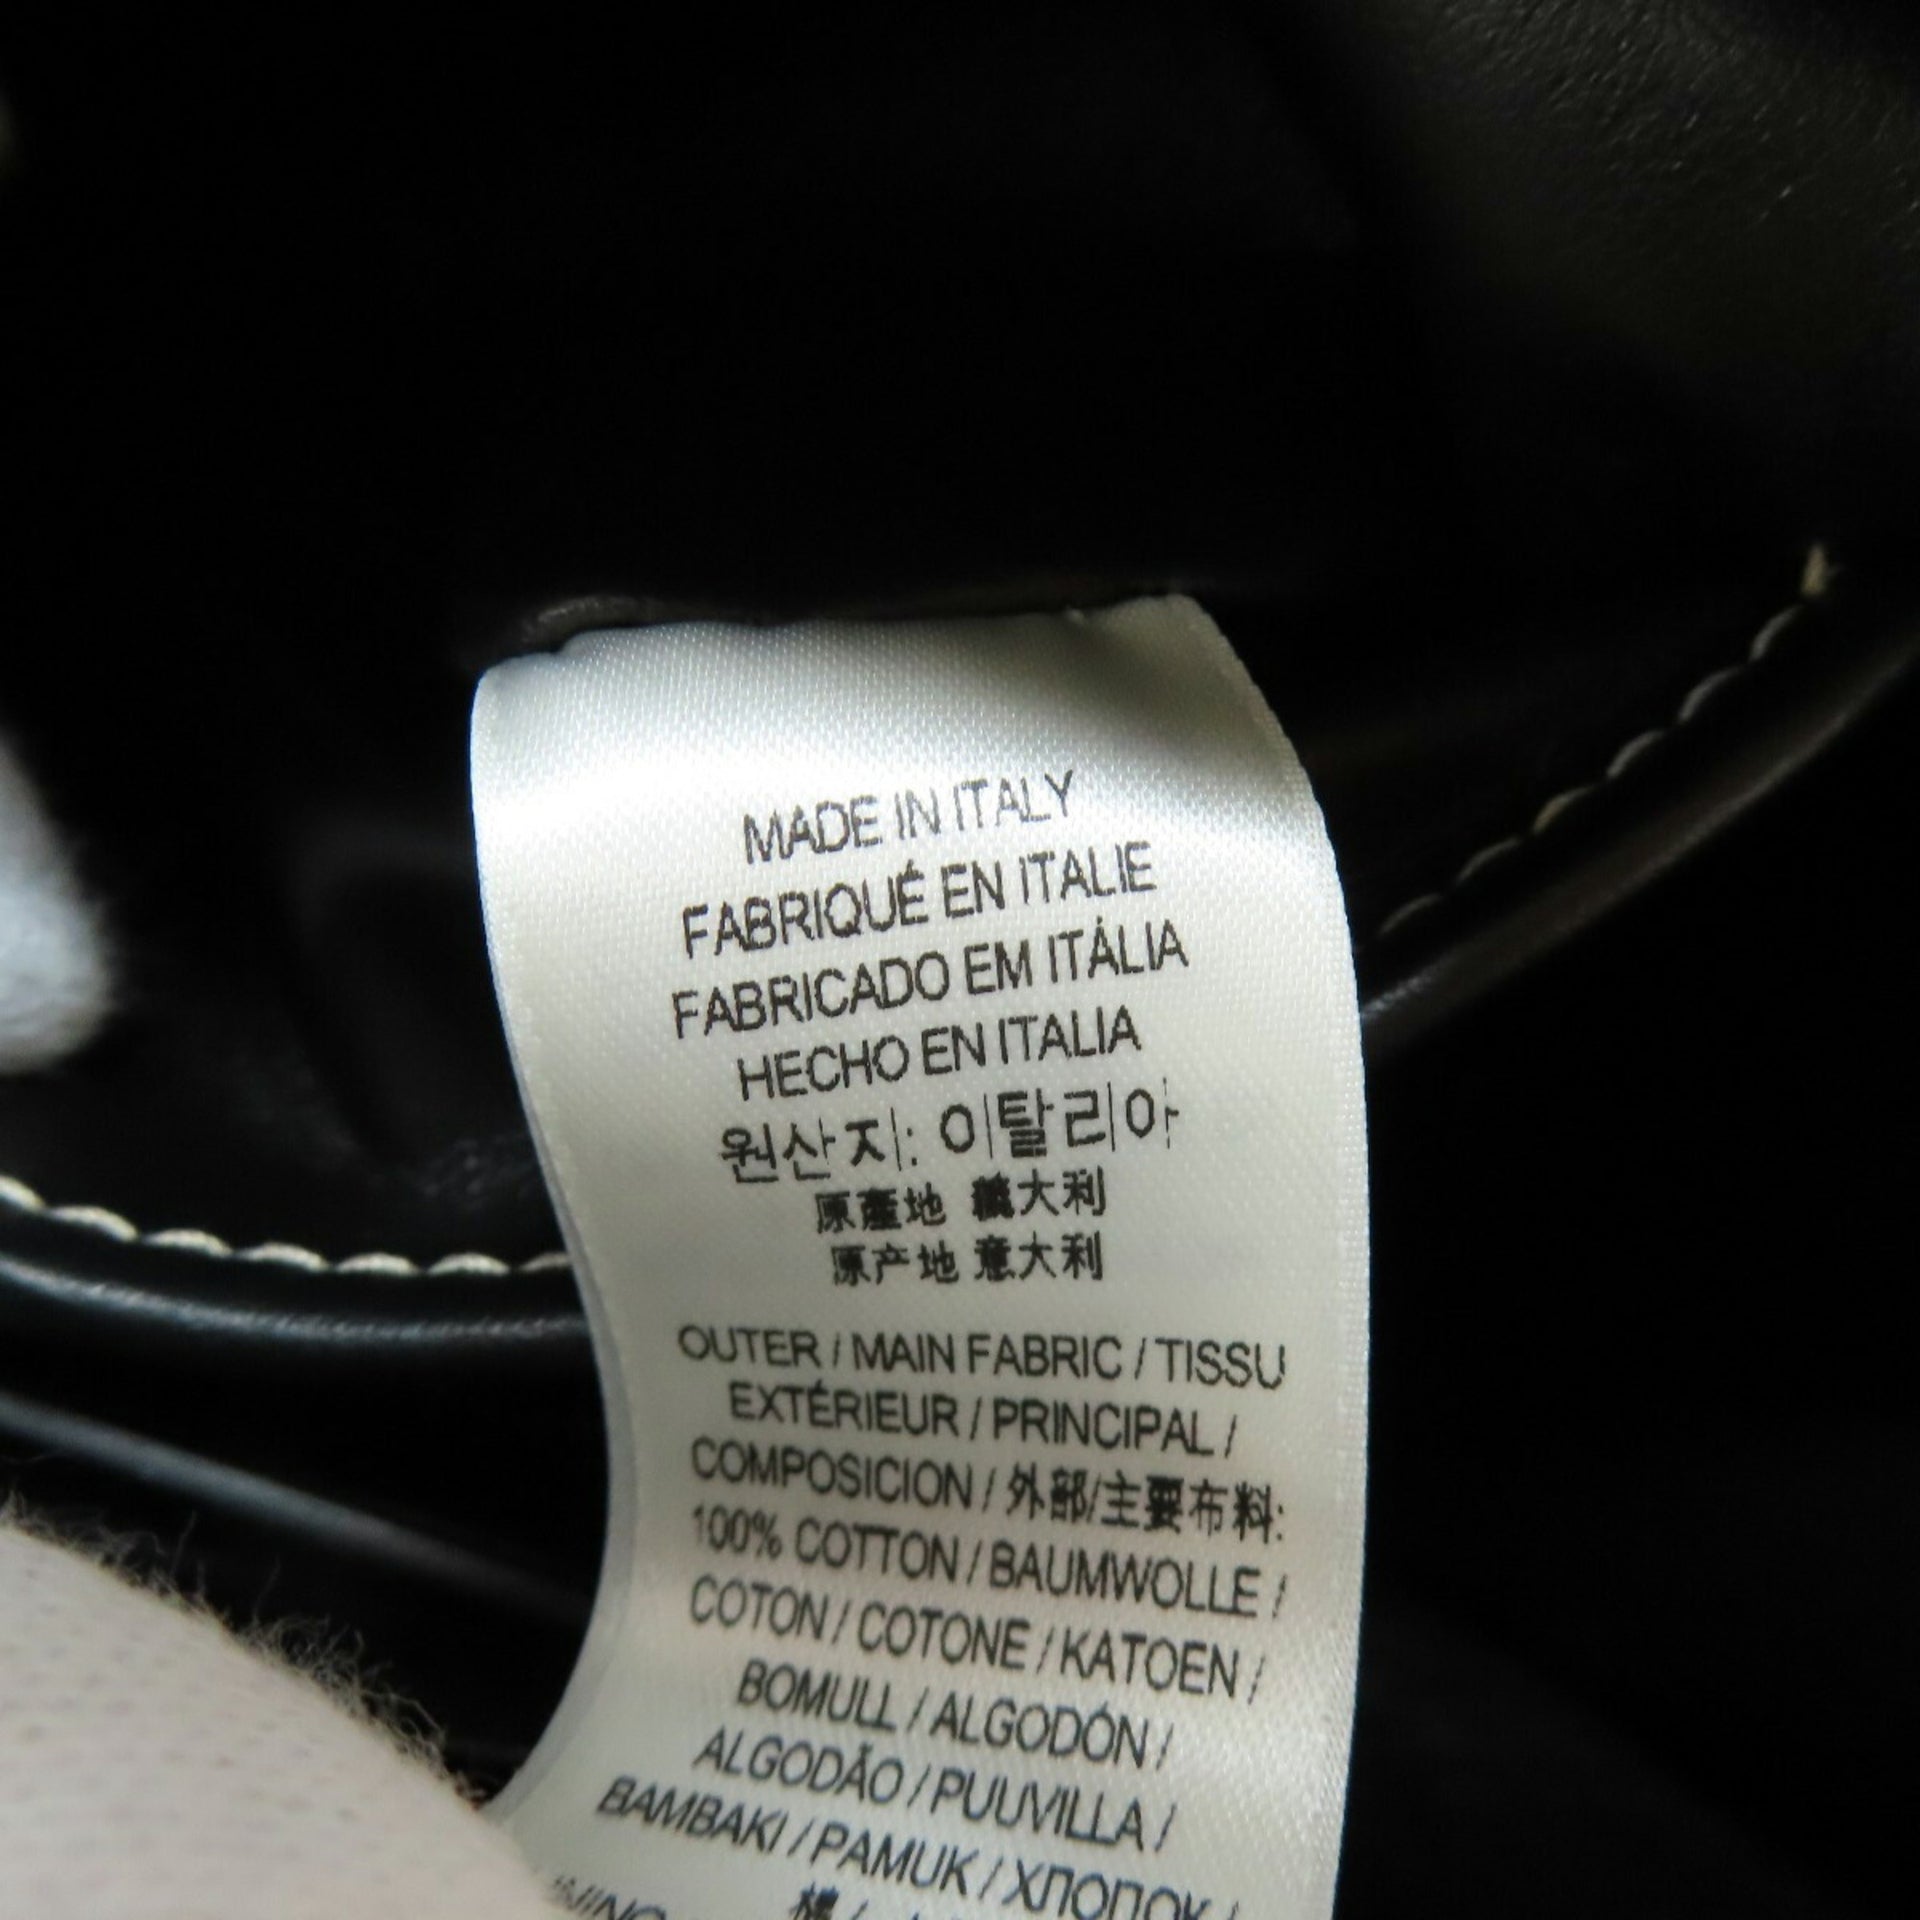 MADE IN ITALY
FABRIQUÉ EN ITALIE
FABRICADO EM ITÁLIA
HECHO EN ITALIA
원산지: 이탈리아
原產地 義大利
原产地 意大利
OUTER / MAIN FABRIC / TISSU
EXTÉRIEUR / PRINCIPAL /
COMPOSICION / 外部/主要布料:
100% COTTON / BAUMWOLLE /
COTON / COTONE / KATOEN /
BOMULL / ALGODÓN /
ALGODÃO / PUUVILLA /
BAMBAKI / PAMUK / ХЛОПОК /